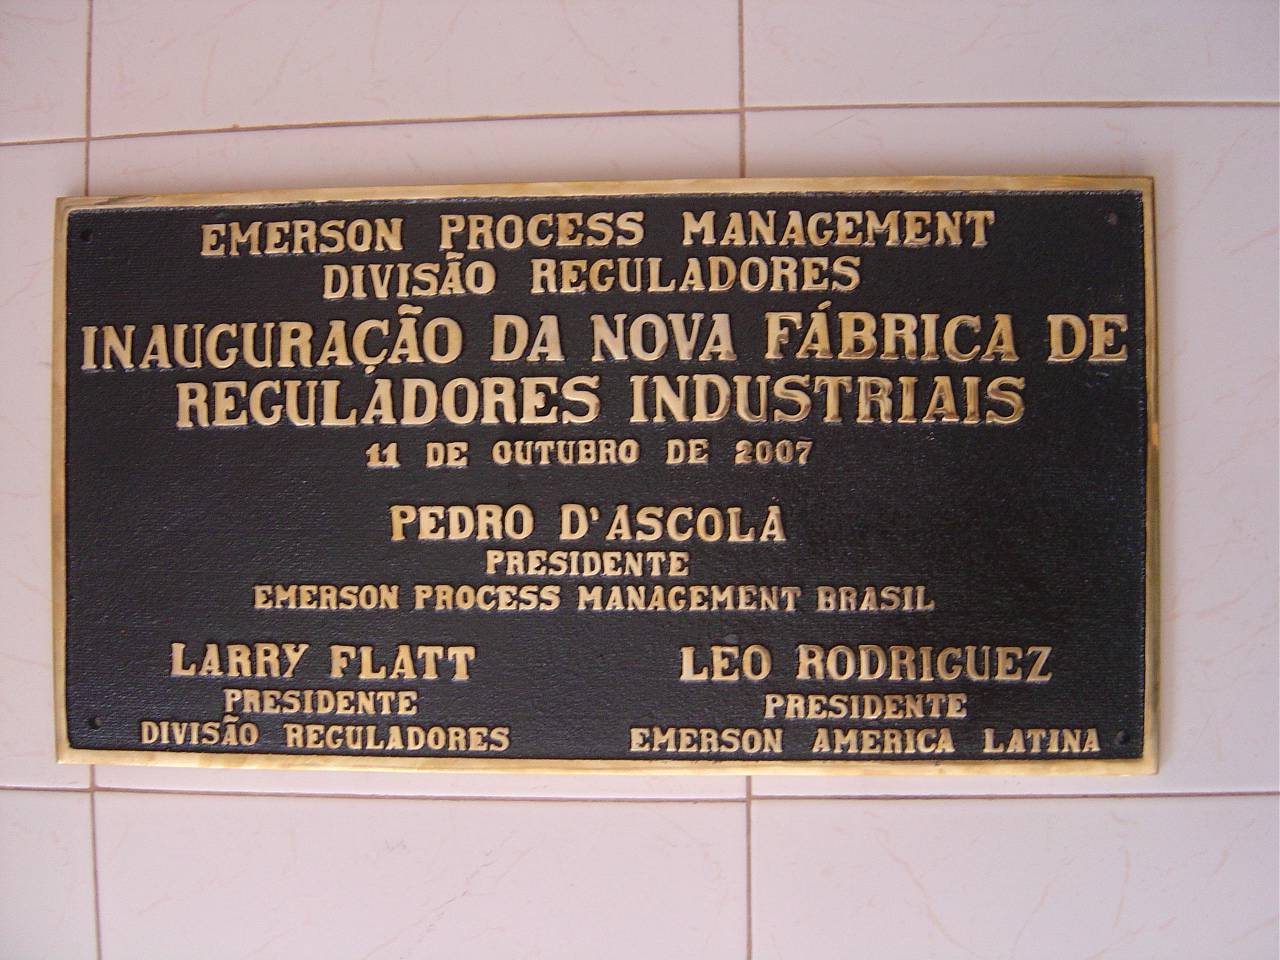 EMERSON PROCESS MANAGEMENT
DIVISÃO REGULADORES
INAUGURAÇÃO DA NOVA FÁBRICA DE
REGULADORES INDUSTRIAIS
11 DE OUTUBRO DE 2007
PEDRO D'ASCOLA
PRESIDENTE
EMERSON PROCESS MANAGEMENT BRASIL
LARRY FLATT
PRESIDENTE
DIVISÃO REGULADORES
LEO RODRIGUEZ
PRESIDENTE
EMERSON AMERICA LATINA